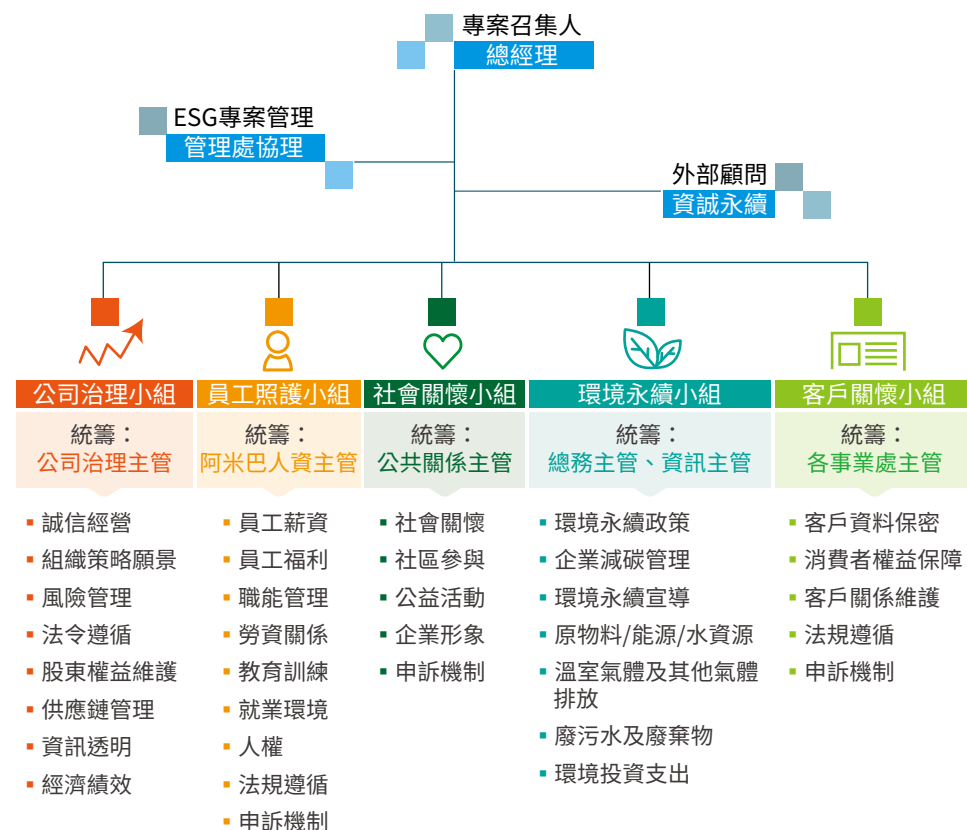 專案召集人
總經理
ESG專案管理
管理處協理
外部顧問
資誠永續
公司治理小組
統籌：
公司治理主管
誠信經營
組織策略願景
風險管理
法令遵循
股東權益維護
供應鏈管理
資訊透明
經濟績效
員工照護小組
統籌：
阿米巴人資主管
員工薪資
員工福利
職能管理
勞資關係
教育訓練
就業環境
人權
法規遵循
申訴機制
社會關懷小組
統籌：
公共關係主管
社會關懷
社區參與
公益活動
企業形象
申訴機制
環境永續小組
統籌：
總務主管、資訊主管
環境永續政策
企業減碳管理
環境永續宣導
原物料/能源/水資源
溫室氣體及其他氣體
排放
廢污水及廢棄物
環境投資支出
客戶關懷小組
統籌：
各事業處主管
客戶資料保密
消費者權益保障
客戶關係維護
法規遵循
申訴機制